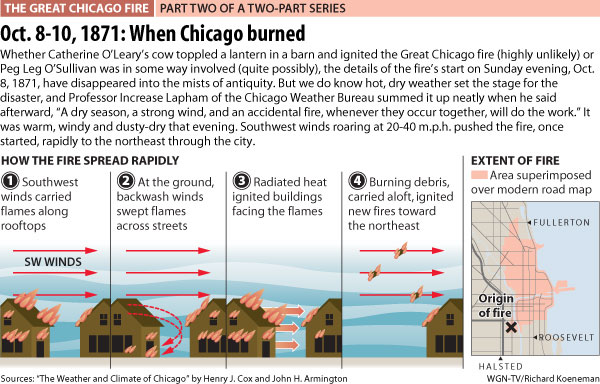 THE GREAT CHICAGO FIRE | PART TWO OF A TWO-PART SERIES
Oct. 8-10, 1871: When Chicago burned
Whether Catherine O'Leary's cow toppled a lantern in a barn and ignited the Great Chicago fire (highly unlikely) or
Peg Leg O'Sullivan was in some way involved (quite possibly), the details of the fire's start on Sunday evening, Oct.
8, 1871, have disappeared into the mists of antiquity. But we do know hot, dry weather set the stage for the
disaster, and Professor Increase Lapham of the Chicago Weather Bureau summed it up neatly when he said
afterward, "A dry season, a strong wind, and an accidental fire, whenever they occur together, will do the work." It
was warm, windy and dusty-dry that evening. Southwest winds roaring at 20-40 m.p.h. pushed the fire, once
started, rapidly to the northeast through the city.
HOW THE FIRE SPREAD RAPIDLY
1 Southwest
winds carried
flames along
rooftops
SW WINDS
2 At the ground,
backwash winds
swept flames
across streets
3 Radiated heat
ignited buildings
facing the flames
4 Burning debris,
carried aloft, ignited
new fires toward
the northeast
EXTENT OF FIRE
Area superimposed
over modern road map
FULLERTON
Origin
of fire
ROOSEVELT
HALSTED
Sources: "The Weather and Climate of Chicago" by Henry J. Cox and John H. Armington
WGN-TV/Richard Koeneman